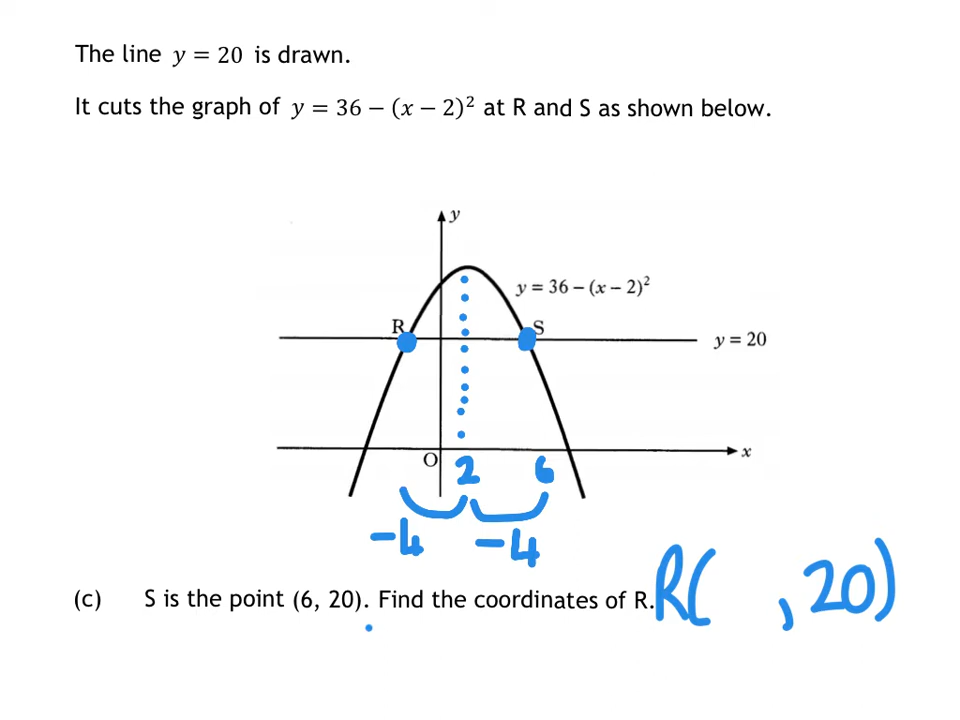 The line y = 20 is drawn.
It cuts the graph of y = 36 − (x − 2)² at R and S as shown below.
y
y = 36 – (x – 2)²
R
S
y = 20
O
x
2
6
-4
-4
(c) S is the point (6, 20). Find the coordinates of R.
R( , 20)